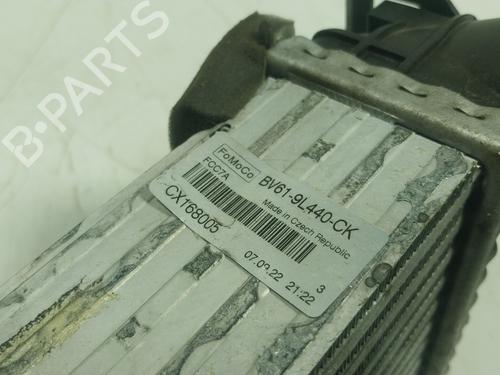 B-PARTS
FoMoCo
BV61-9L440-CK
FCC7A
Made in Czech Republic
CX168005
07.09.22 21:22
3